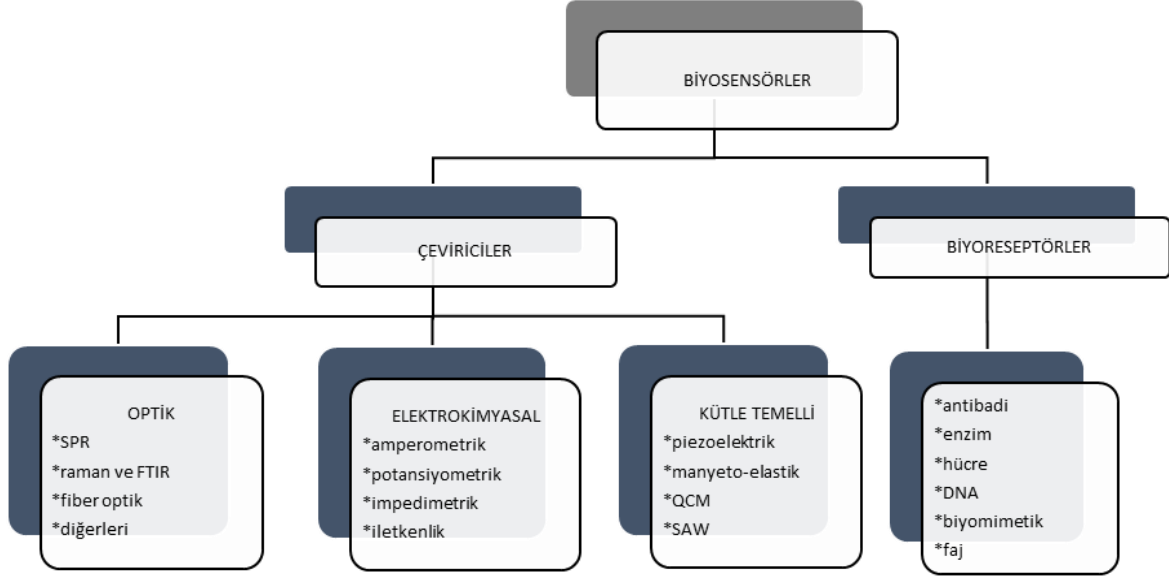 BİYOSENSÖRLER
ÇEVİRİCİLER
BİYORESEPTÖRLER
OPTİK
*SPR
*raman ve FTIR
*fiber optik
*diğerleri
ELEKTROKİMYASAL
*amperometrik
*potansiyometrik
*impedimetrik
*iletkenlik
KÜTLE TEMELLİ
*piezoelektrik
*manyeto-elastik
*QCM
*SAW
*antibadi
*enzim
*hücre
*DNA
*biyomimetik
*faj